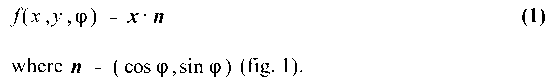 f(x,y,φ) = x · n (1)
where n = (cos φ, sin φ) (fig. 1).